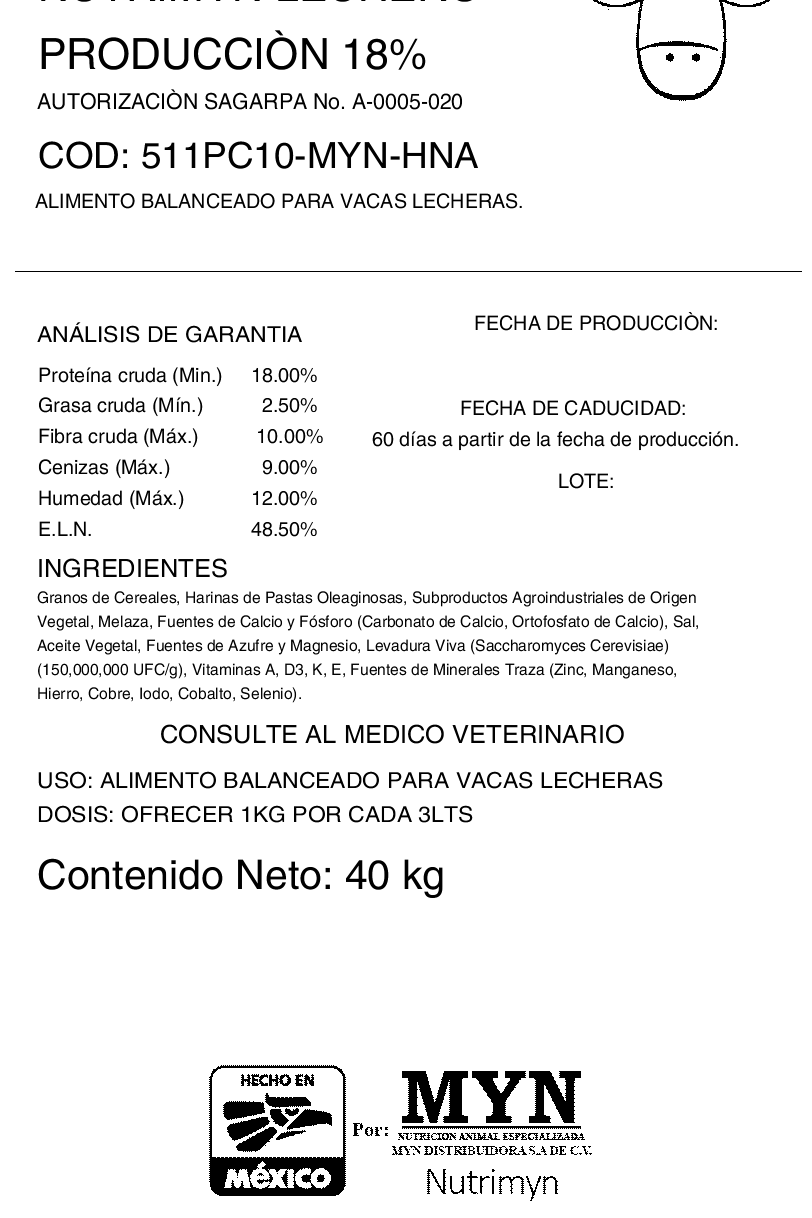 NUTRIMYN LECHERO
PRODUCCIÒN 18%
AUTORIZACIÒN SAGARPA No. A-0005-020
COD: 511PC10-MYN-HNA
ALIMENTO BALANCEADO PARA VACAS LECHERAS.
ANÁLISIS DE GARANTIA
Proteína cruda (Min.) 18.00%
Grasa cruda (Mín.) 2.50%
Fibra cruda (Máx.) 10.00%
Cenizas (Máx.) 9.00%
Humedad (Máx.) 12.00%
E.L.N. 48.50%
FECHA DE PRODUCCIÒN:
FECHA DE CADUCIDAD:
60 días a partir de la fecha de producción.
LOTE:
INGREDIENTES
Granos de Cereales, Harinas de Pastas Oleaginosas, Subproductos Agroindustriales de Origen
Vegetal, Melaza, Fuentes de Calcio y Fósforo (Carbonato de Calcio, Ortofosfato de Calcio), Sal,
Aceite Vegetal, Fuentes de Azufre y Magnesio, Levadura Viva (Saccharomyces Cerevisiae)
(150,000,000 UFC/g), Vitaminas A, D3, K, E, Fuentes de Minerales Traza (Zinc, Manganeso,
Hierro, Cobre, Iodo, Cobalto, Selenio).
CONSULTE AL MEDICO VETERINARIO
USO: ALIMENTO BALANCEADO PARA VACAS LECHERAS
DOSIS: OFRECER 1KG POR CADA 3LTS
Contenido Neto: 40 kg
HECHO EN
MéXICO
Por:
MYN
NUTRICION ANIMAL ESPECIALIZADA
MYN DISTRIBUIDORA S.A DE C.V.
Nutrimyn